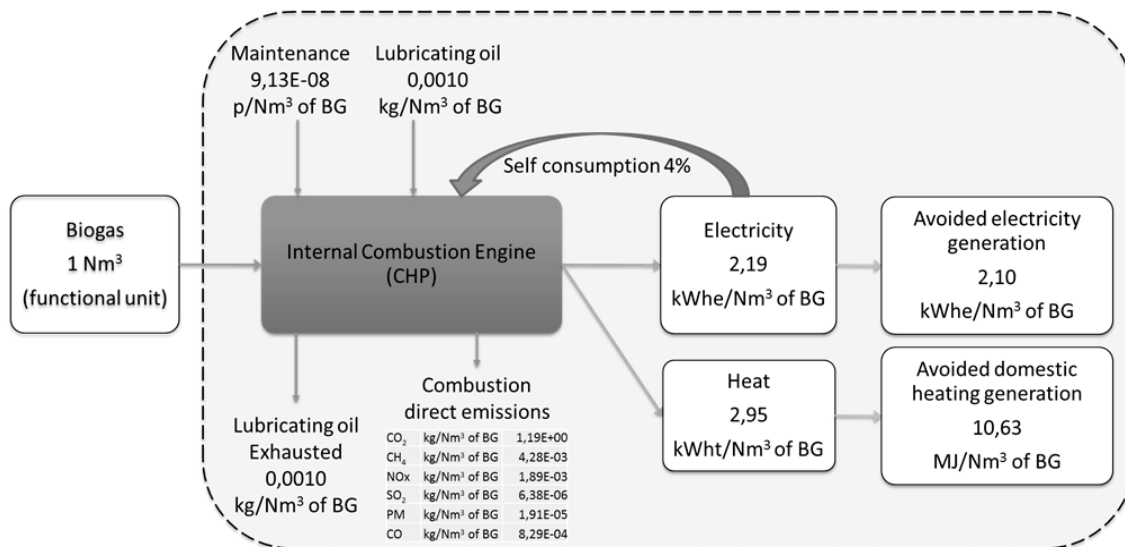 Maintenance
9,13E-08
p/Nm³ of BG
Lubricating oil
0,0010
kg/Nm³ of BG
Self consumption 4%
Biogas
1 Nm³
(functional unit)
Internal Combustion Engine
(CHP)
Electricity
2,19
kWhe/Nm³ of BG
Avoided electricity
generation
2,10
kWhe/Nm³ of BG
Heat
2,95
kWht/Nm³ of BG
Avoided domestic
heating generation
10,63
MJ/Nm³ of BG
Lubricating oil
Exhausted
0,0010
kg/Nm³ of BG
Combustion
direct emissions
CO₂ kg/Nm³ of BG 1,19E+00
CH₄ kg/Nm³ of BG 4,28E-03
NOx kg/Nm³ of BG 1,89E-03
SO₂ kg/Nm³ of BG 6,38E-06
PM kg/Nm³ of BG 1,91E-05
CO kg/Nm³ of BG 8,29E-04